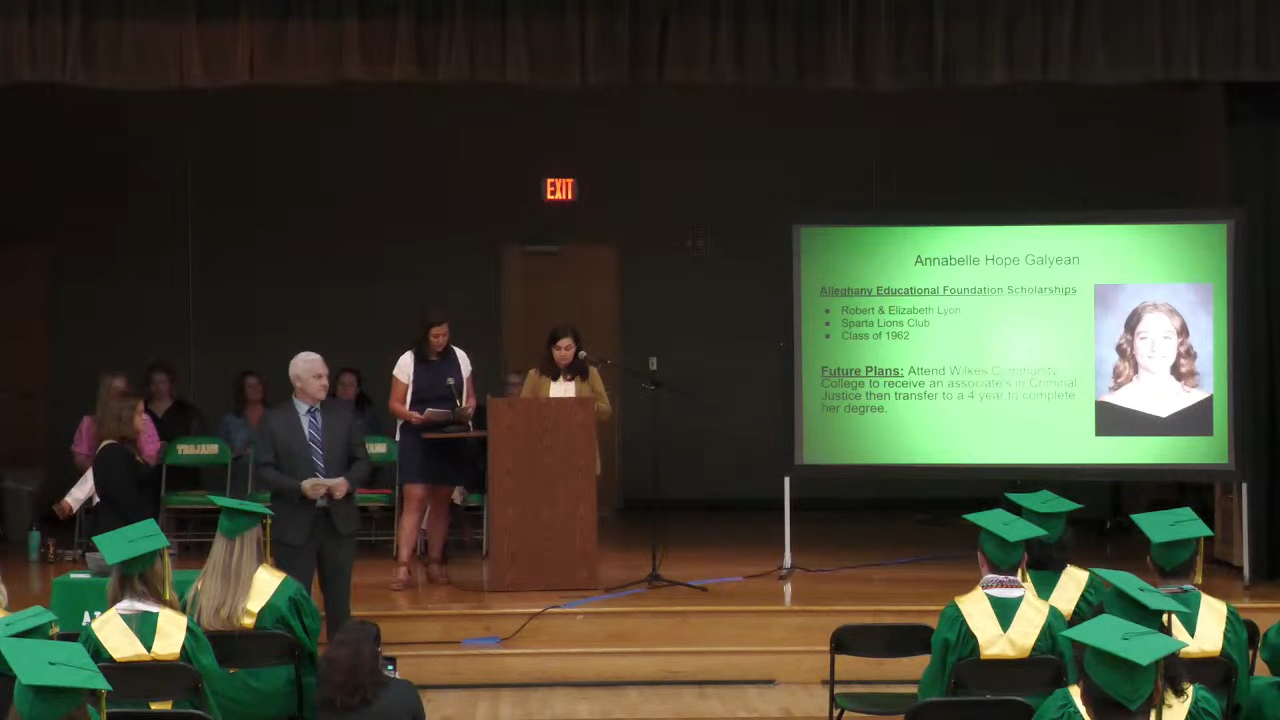 EXIT
Annabelle Hope Galyean
Alleghany Educational Foundation Scholarships
Robert & Elizabeth Lyon
Sparta Lions Club
Class of 1962
Future Plans: Attend Wilkes Community
College to receive an associate's in Criminal
Justice then transfer to a 4 year to complete
her degree.
TROJANS